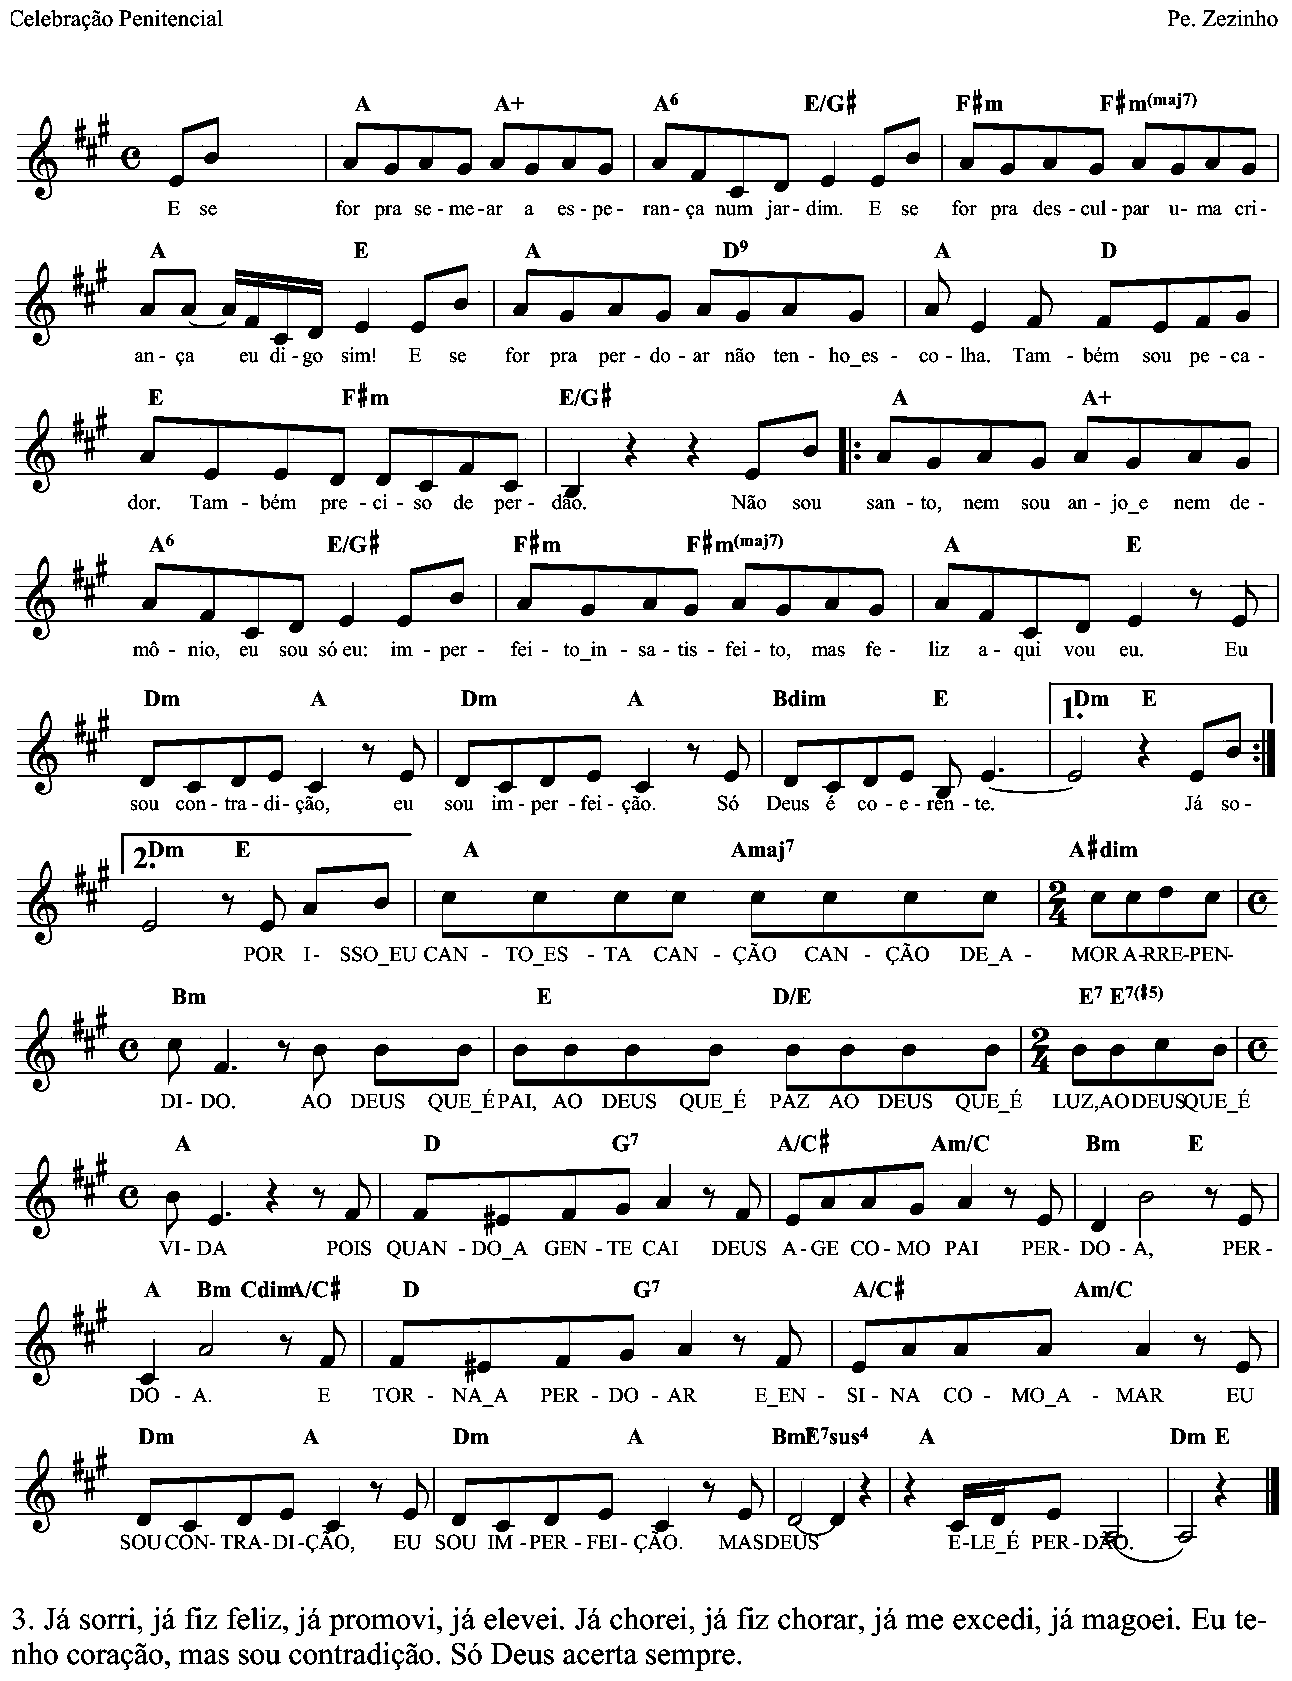 Celebração Penitencial Pe. Zezinho
A A+ A6 E/G♯ F♯m F♯m(maj7)
E se for pra se-me-ar a es-pe-ran-ça num jar-dim. E se for pra des-cul-par u-ma cri-
A E A D9 A D
an-ça eu di-go sim! E se for pra per-do-ar não ten-ho_es-co-lha. Tam-bém sou pe-ca-
E F♯m E/G♯ A A+
dor. Tam-bém pre-ci-so de per-dão. Não sou san-to, nem sou an-jo_e nem de-
A6 E/G♯ F♯m F♯m(maj7) A E
mô-nio, eu sou só eu: im-per-fei-to_in-sa-tis-fei-to, mas fe-liz a-qui vou eu. Eu
Dm A Dm A Bdim E 1. Dm E
sou con-tra-di-ção, eu sou im-per-fei-ção. Só Deus é co-e-rên-te. Já so-
2. Dm E A Amaj7 A♯dim 2/4
POR I-SSO_EU CAN-TO_ES-TA CAN-ÇÃO CAN-ÇÃO DE_A-MOR A-RRE-PEN-
Bm E D/E 2/4 E7 E7(♯5)
DI-DO. AO DEUS QUE_É PAI, AO DEUS QUE_É PAZ AO DEUS QUE_É LUZ,AO DEUS QUE_É
A D G7 A/C♯ Am/C Bm E
VI-DA POIS QUAN-DO_A GEN-TE CAI DEUS A-GE CO-MO PAI PER-DO-A, PER-
A Bm Cdim A/C♯ D G7 A/C♯ Am/C
DO-A. E TOR-NA_A PER-DO-AR E_EN-SI-NA CO-MO_A-MAR EU
Dm A Dm A Bm7 E7sus4 A Dm E
SOU CON-TRA-DI-ÇÃO, EU SOU IM-PER-FEI-ÇÃO. MAS DEUS E-LE_É PER-DÃO.
3. Já sorri, já fiz feliz, já promovi, já elevei. Já chorei, já fiz chorar, já me excedi, já magoei. Eu te-
nho coração, mas sou contradição. Só Deus acerta sempre.